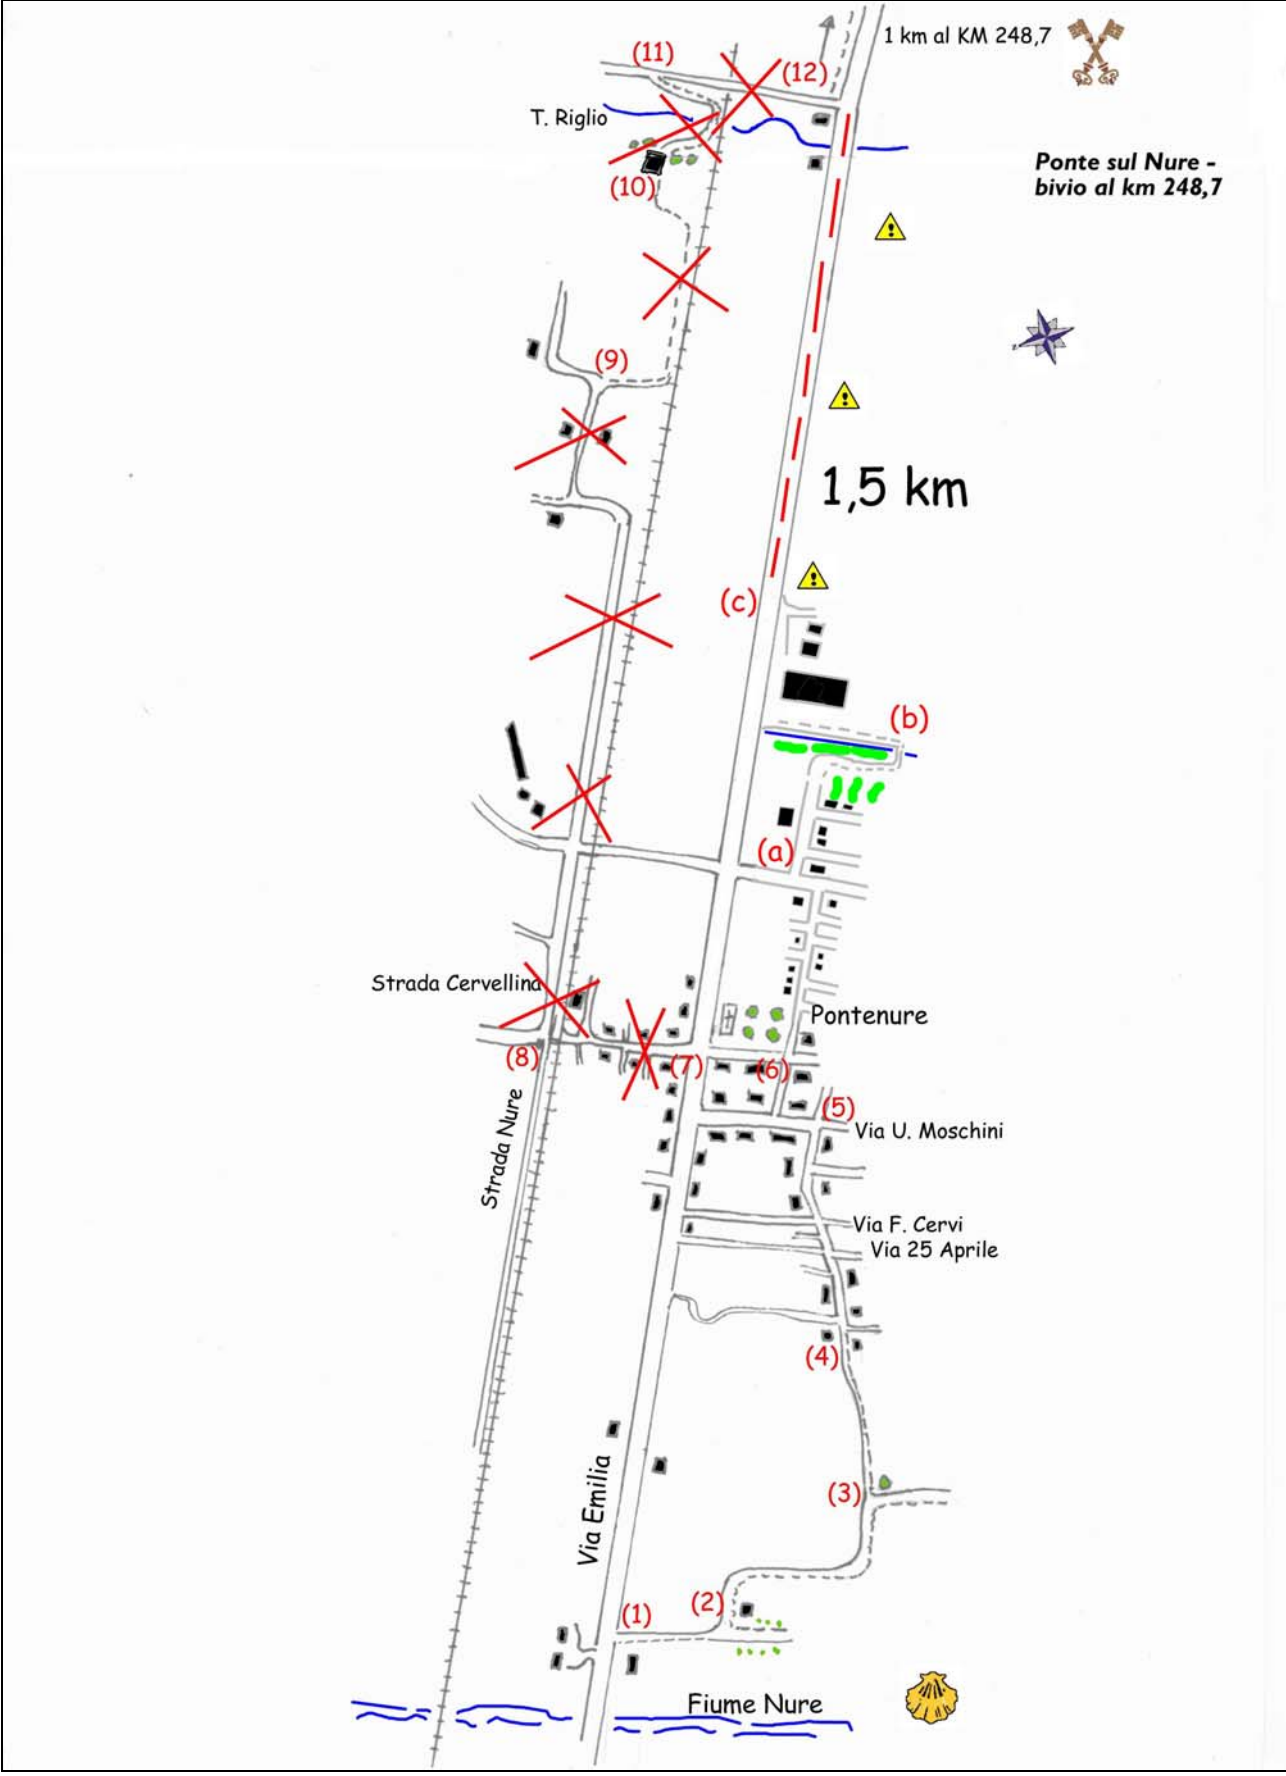 1 km al KM 248,7
(11)
(12)
T. Riglio
Ponte sul Nure -
bivio al km 248,7
(10)
(9)
1,5 km
(c)
(b)
(a)
Strada Cervellina
Pontenure
(8)
(7)
(6)
(5)
Via U. Moschini
Strada Nure
Via F. Cervi
Via 25 Aprile
(4)
(3)
Via Emilia
(2)
(1)
Fiume Nure